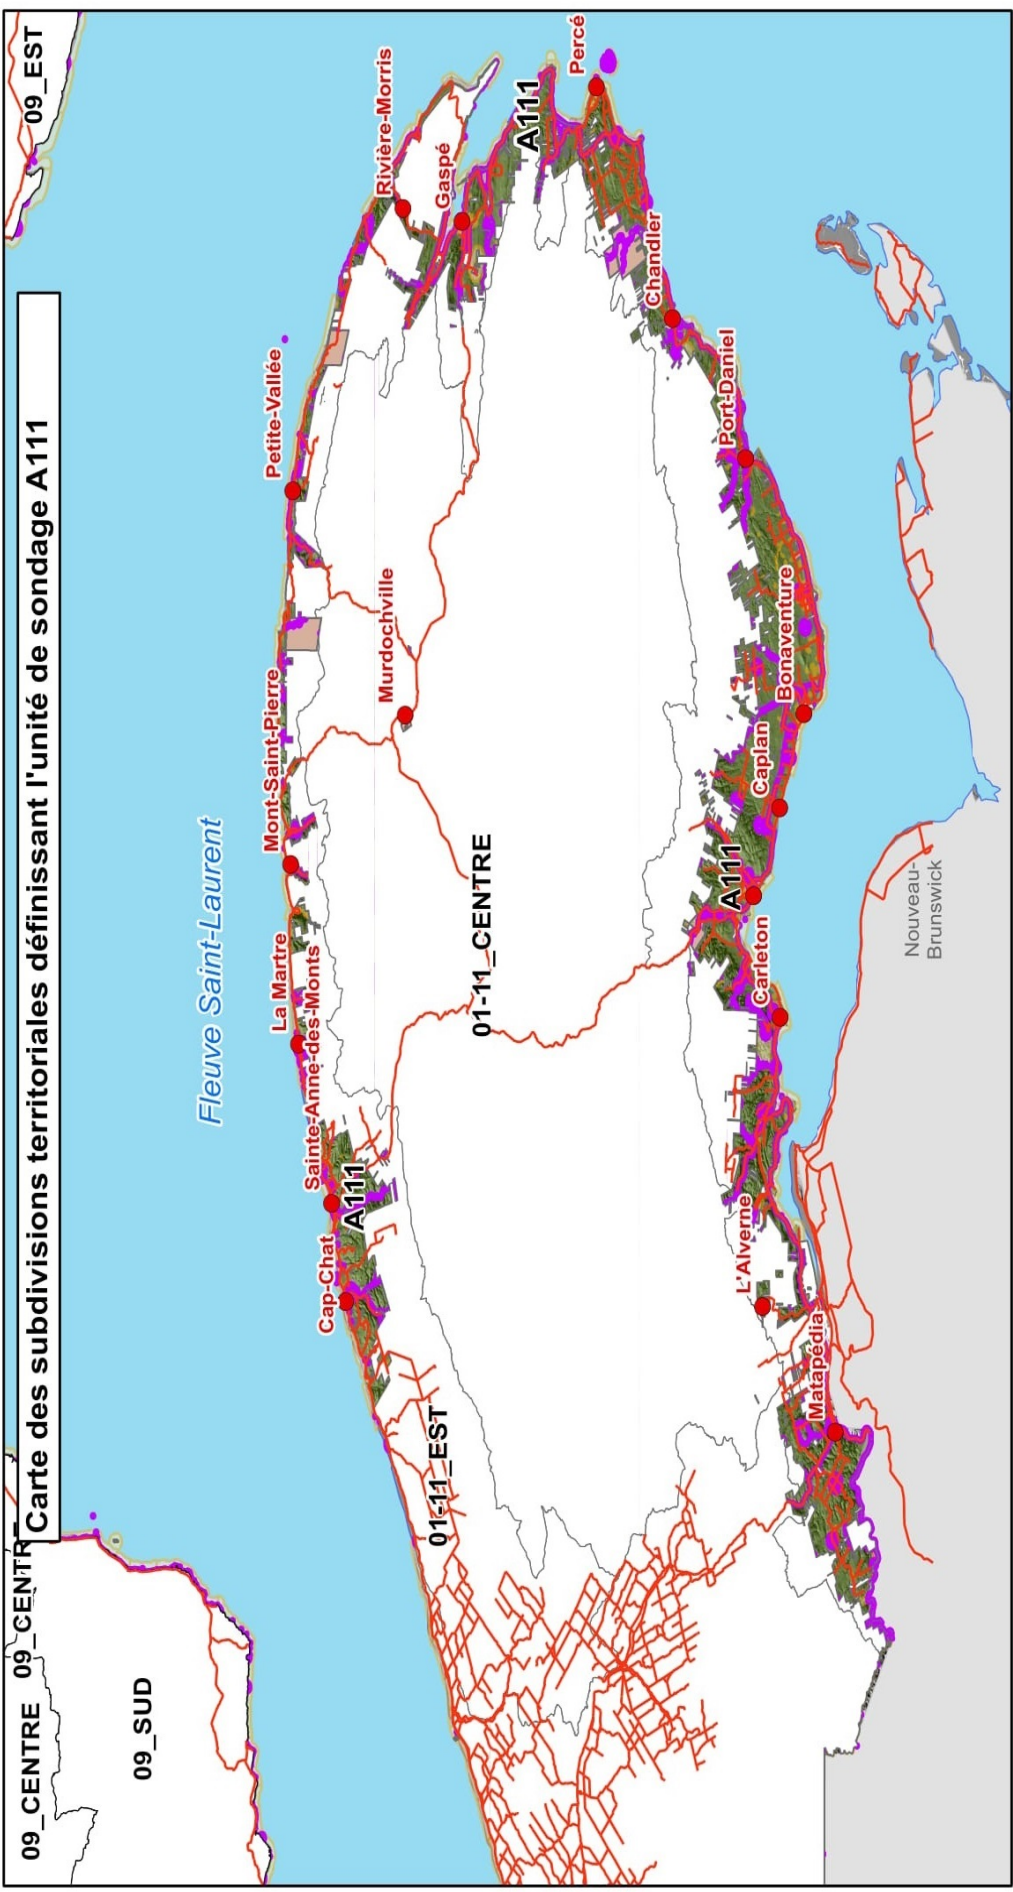 Carte des subdivisions territoriales définissant l'unité de sondage A111
09_CENTRE
09_CENTRE
09_EST
09_SUD
Fleuve Saint-Laurent
Cap-Chat
Sainte-Anne-des-Monts
La Martre
Mont-Saint-Pierre
Petite-Vallée
Rivière-Morris
Gaspé
Percé
A111
A111
Murdochville
01-11_EST
01-11_CENTRE
Chandler
Port-Daniel
Bonaventure
Caplan
A111
Carleton
L'Alverne
Matapédia
Nouveau-
Brunswick